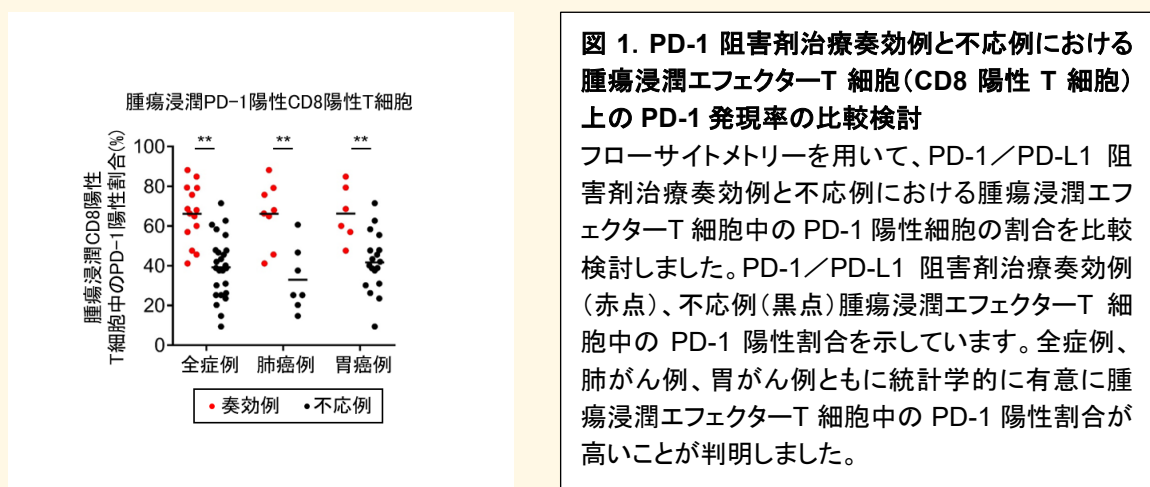 腫瘍浸潤PD-1陽性CD8陽性T細胞
腫瘍浸潤CD8陽性
T細胞中のPD-1陽性割合(%)
** ** **
100
80
60
40
20
0
全症例 肺癌例 胃癌例
• 奏効例 • 不応例
図 1. PD-1 阻害剤治療奏効例と不応例における
腫瘍浸潤エフェクターT 細胞(CD8 陽性 T 細胞)
上の PD-1 発現率の比較検討
フローサイトメトリーを用いて、PD-1/PD-L1 阻
害剤治療奏効例と不応例における腫瘍浸潤エフ
ェクターT 細胞中の PD-1 陽性細胞の割合を比較
検討しました。PD-1/PD-L1 阻害剤治療奏効例
(赤点)、不応例(黒点)腫瘍浸潤エフェクターT 細
胞中の PD-1 陽性割合を示しています。全症例、
肺がん例、胃がん例ともに統計学的に有意に腫
瘍浸潤エフェクターT 細胞中の PD-1 陽性割合が
高いことが判明しました。